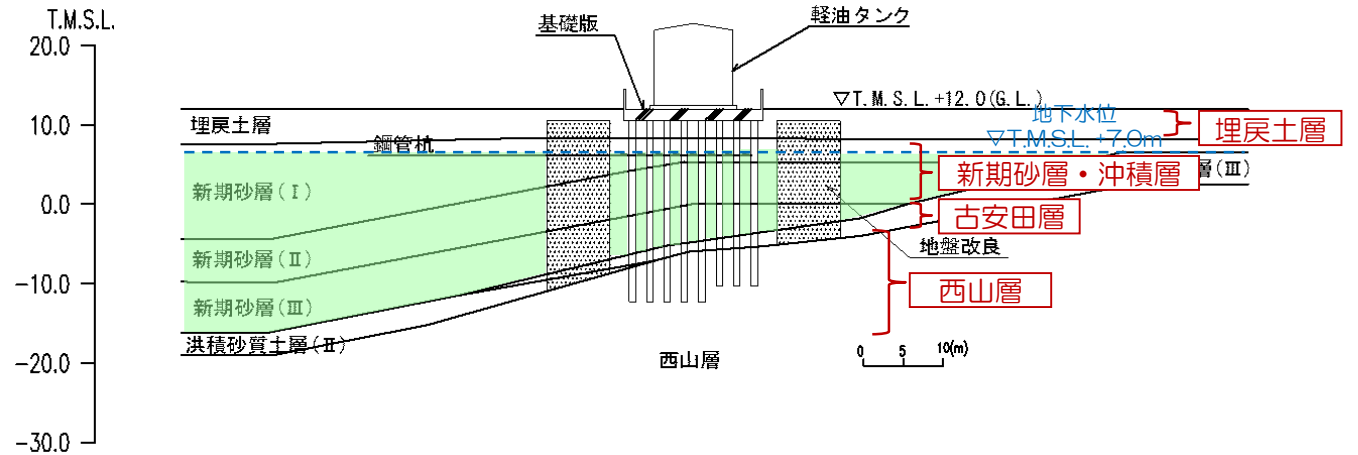 T.M.S.L.
20.0
10.0
0.0
-10.0
-20.0
-30.0
基礎版
軽油タンク
▽T.M.S.L.+12.0(G.L.)
地下水位
▽T.M.S.L. +7.0m
埋戻土層
埋戻土層
鋼管杭
新期砂層・沖積層
層(Ⅲ)
新期砂層(Ⅰ)
古安田層
地盤改良
新期砂層(Ⅱ)
西山層
新期砂層(Ⅲ)
洪積砂質土層(Ⅱ)
西山層
0 5 10(m)